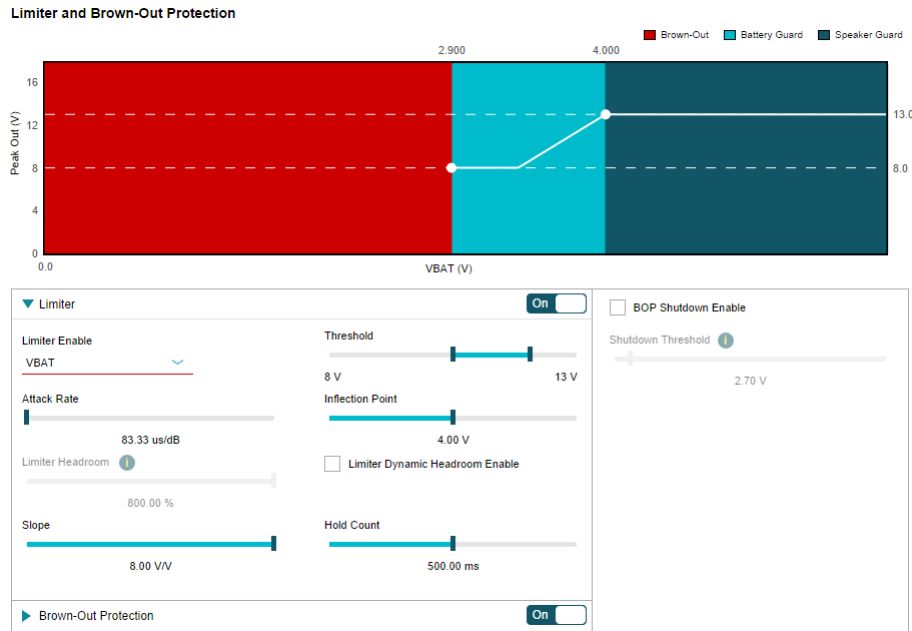 Limiter and Brown-Out Protection
Brown-Out Battery Guard Speaker Guard
2.900 4.000
16
12
8
4
0
Peak Out (V)
13.0
8.0
0.0
VBAT (V)
Limiter On
Limiter Enable
VBAT
Threshold
8 V 13 V
Attack Rate
83.33 us/dB
Inflection Point
4.00 V
Limiter Headroom i
800.00 %
Limiter Dynamic Headroom Enable
Slope
8.00 V/V
Hold Count
500.00 ms
Brown-Out Protection On
BOP Shutdown Enable
Shutdown Threshold i
2.70 V